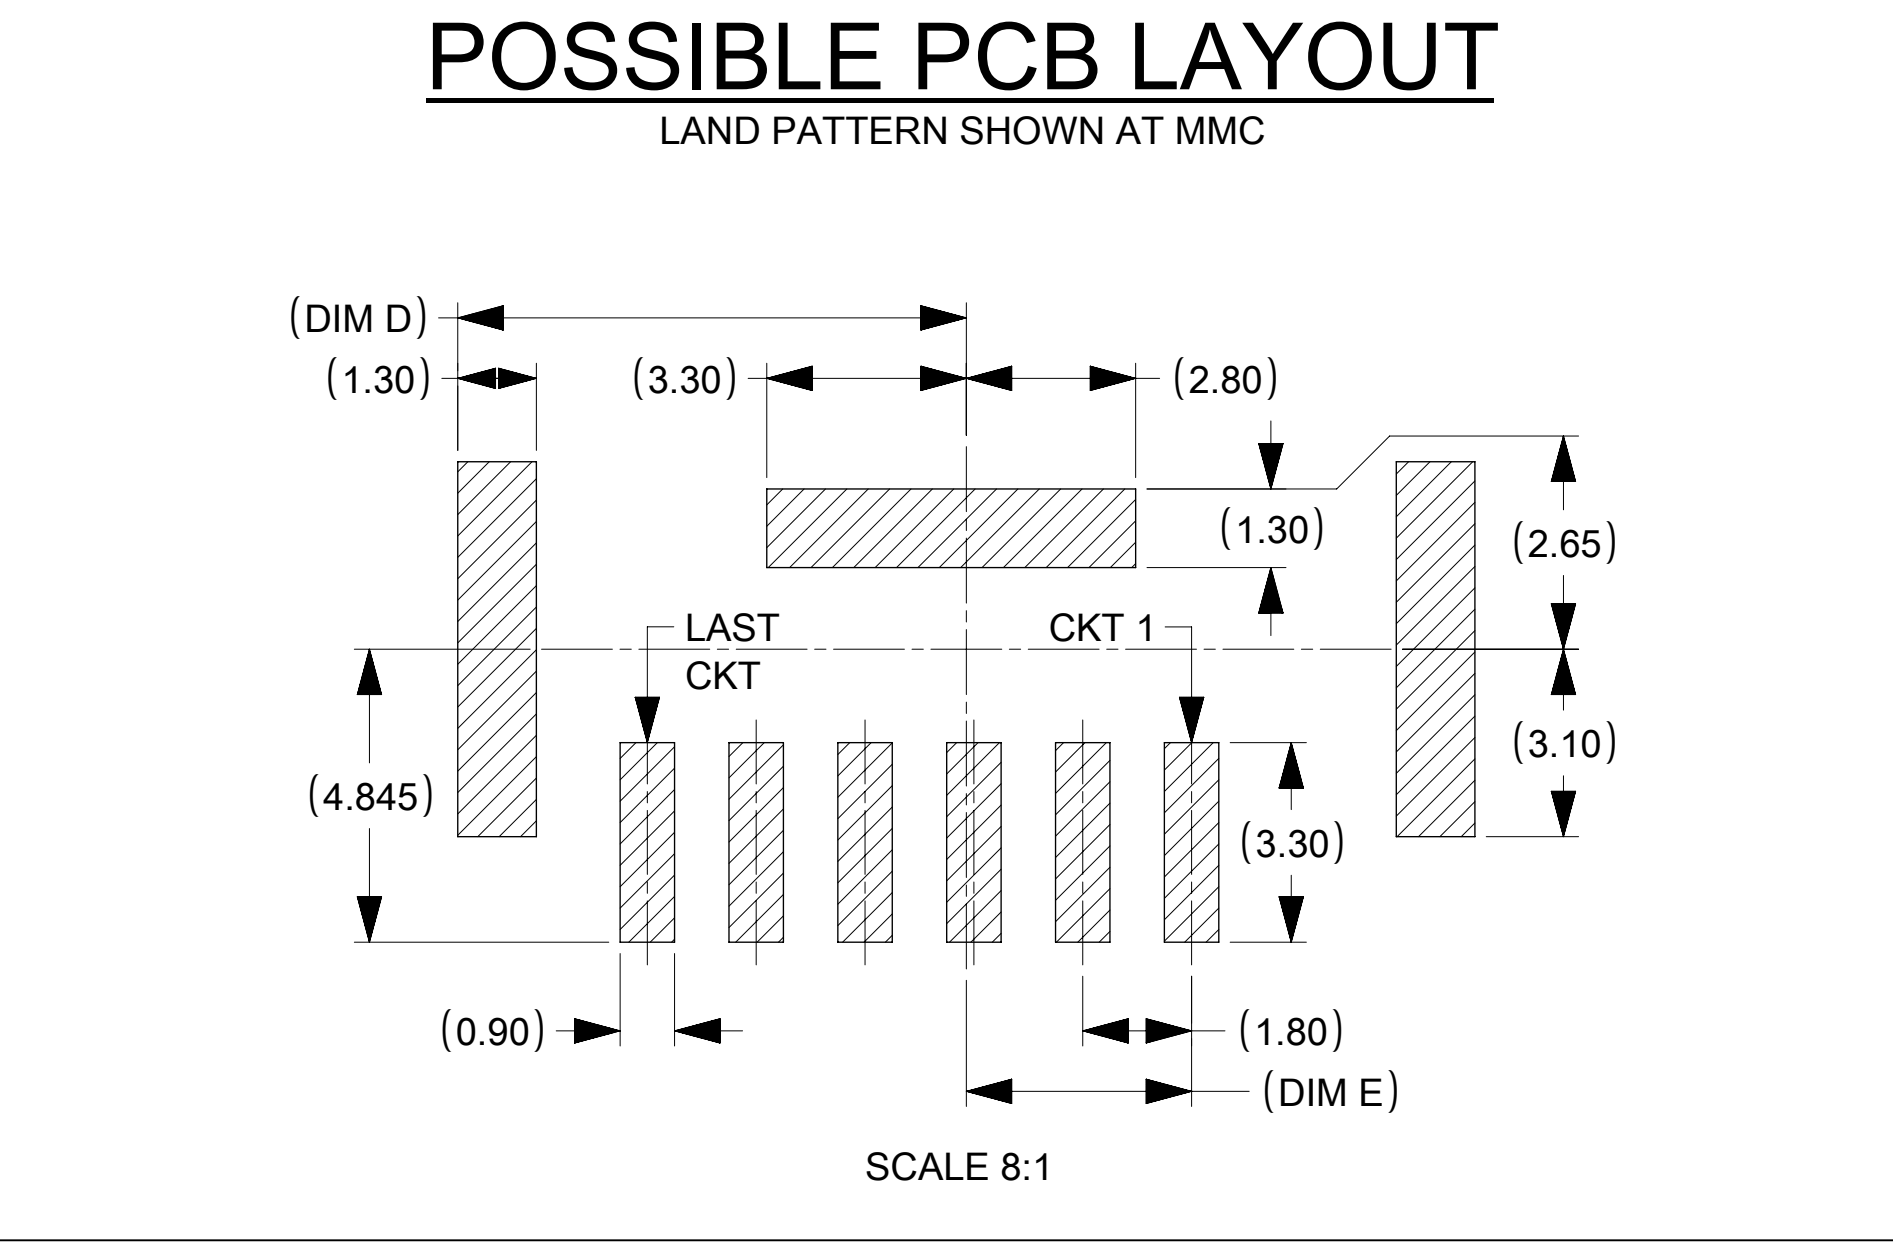 POSSIBLE PCB LAYOUT
LAND PATTERN SHOWN AT MMC
(DIM D)
(1.30)
(3.30)
(2.80)
(1.30)
(2.65)
LAST
CKT
CKT 1
(3.10)
(4.845)
(3.30)
(0.90)
(1.80)
(DIM E)
SCALE 8:1